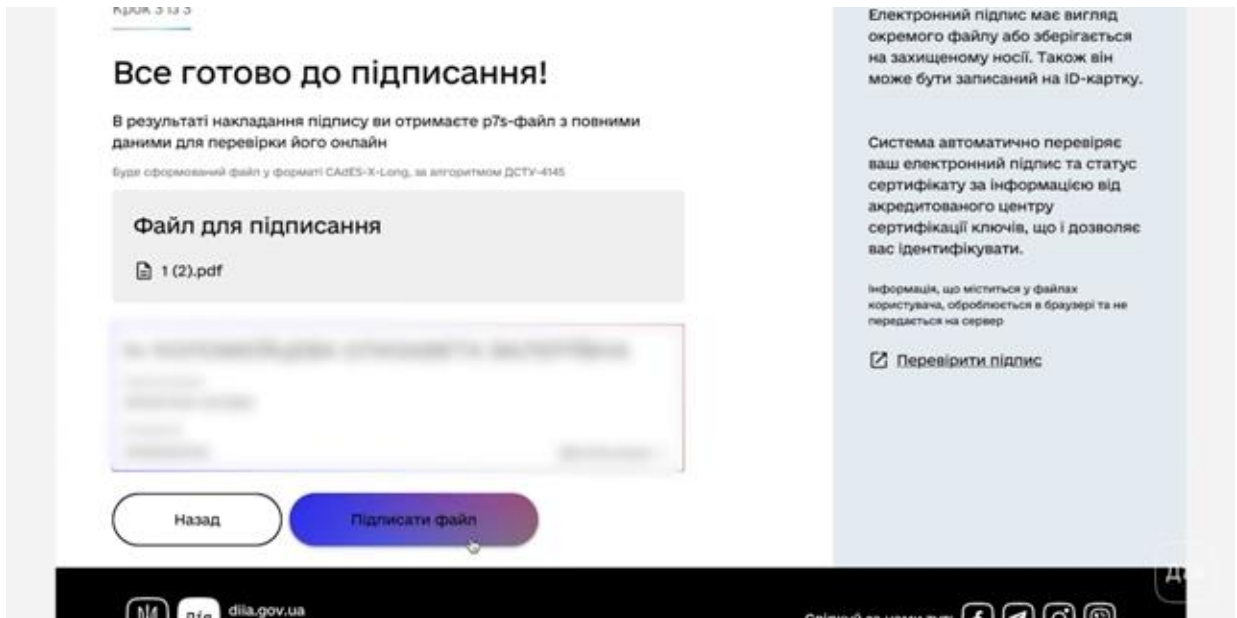 Крок 3 із 3
Все готово до підписання!
В результаті накладання підпису ви отримаєте p7s-файл з повними
даними для перевірки його онлайн
Буде сформований файл у форматі CAdES-X-Long, за алгоритмом ДСТУ-4145
Файл для підписання
1 (2).pdf
Назад
Підписати файл
Електронний підпис має вигляд
окремого файлу або зберігається
на захищеному носії. Також він
може бути записаний на ID-картку.
Система автоматично перевіряє
ваш електронний підпис та статус
сертифікату за інформацією від
акредитованого центру
сертифікації ключів, що і дозволяє
вас ідентифікувати.
Інформація, що міститься у файлах
користувача, оброблюється в браузері та не
передається на сервер
Перевірити підпис
Дія
diia.gov.ua